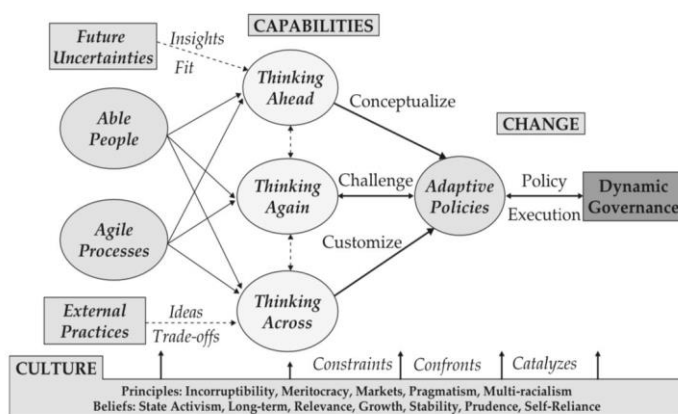 CAPABILITIES
Future
Uncertainties
Insights
Fit
Thinking
Ahead
Conceptualize
Able
People
CHANGE
Thinking
Again
Challenge
Adaptive
Policies
Policy
Execution
Dynamic
Governance
Agile
Processes
Customize
External
Practices
Ideas
Trade-offs
Thinking
Across
CULTURE
Constraints
Confronts
Catalyzes
Principles: Incorruptibility, Meritocracy, Markets, Pragmatism, Multi-racialism
Beliefs: State Activism, Long-term, Relevance, Growth, Stability, Prudence, Self-Reliance